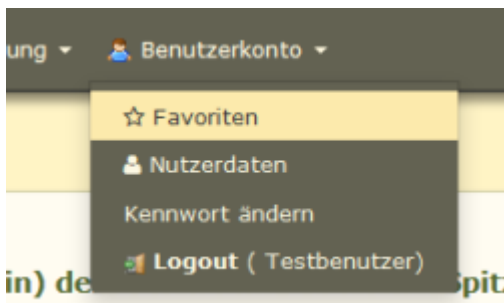 ung Benutzerkonto
Favoriten
Nutzerdaten
Kennwort ändern
Logout ( Testbenutzer)
in) de Spit